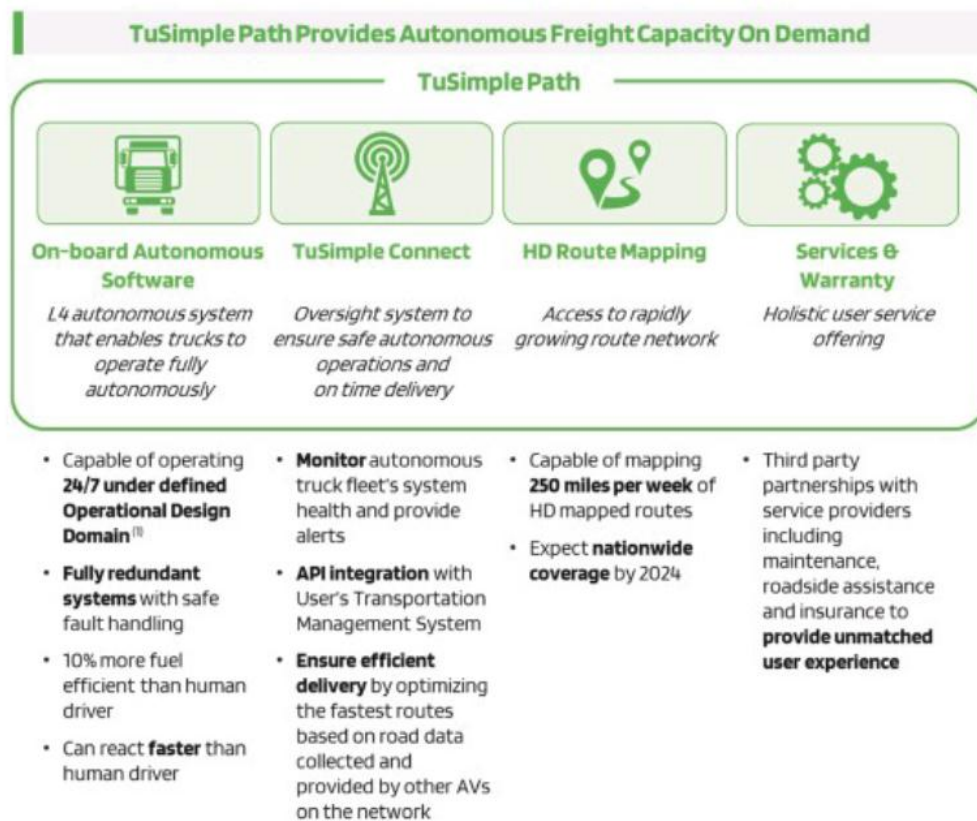 TuSimple Path Provides Autonomous Freight Capacity On Demand
TuSimple Path
On-board Autonomous
Software
L4 autonomous system
that enables trucks to
operate fully
autonomously
TuSimple Connect
Oversight system to
ensure safe autonomous
operations and
on time delivery
HD Route Mapping
Access to rapidly
growing route network
Services &
Warranty
Holistic user service
offering
• Capable of operating
24/7 under defined
Operational Design
Domain (1)
• Fully redundant
systems with safe
fault handling
• 10% more fuel
efficient than human
driver
• Can react faster than
human driver
• Monitor autonomous
truck fleet's system
health and provide
alerts
• API integration with
User's Transportation
Management System
• Ensure efficient
delivery by optimizing
the fastest routes
based on road data
collected and
provided by other AVs
on the network
• Capable of mapping
250 miles per week of
HD mapped routes
• Expect nationwide
coverage by 2024
• Third party
partnerships with
service providers
including
maintenance,
roadside assistance
and insurance to
provide unmatched
user experience